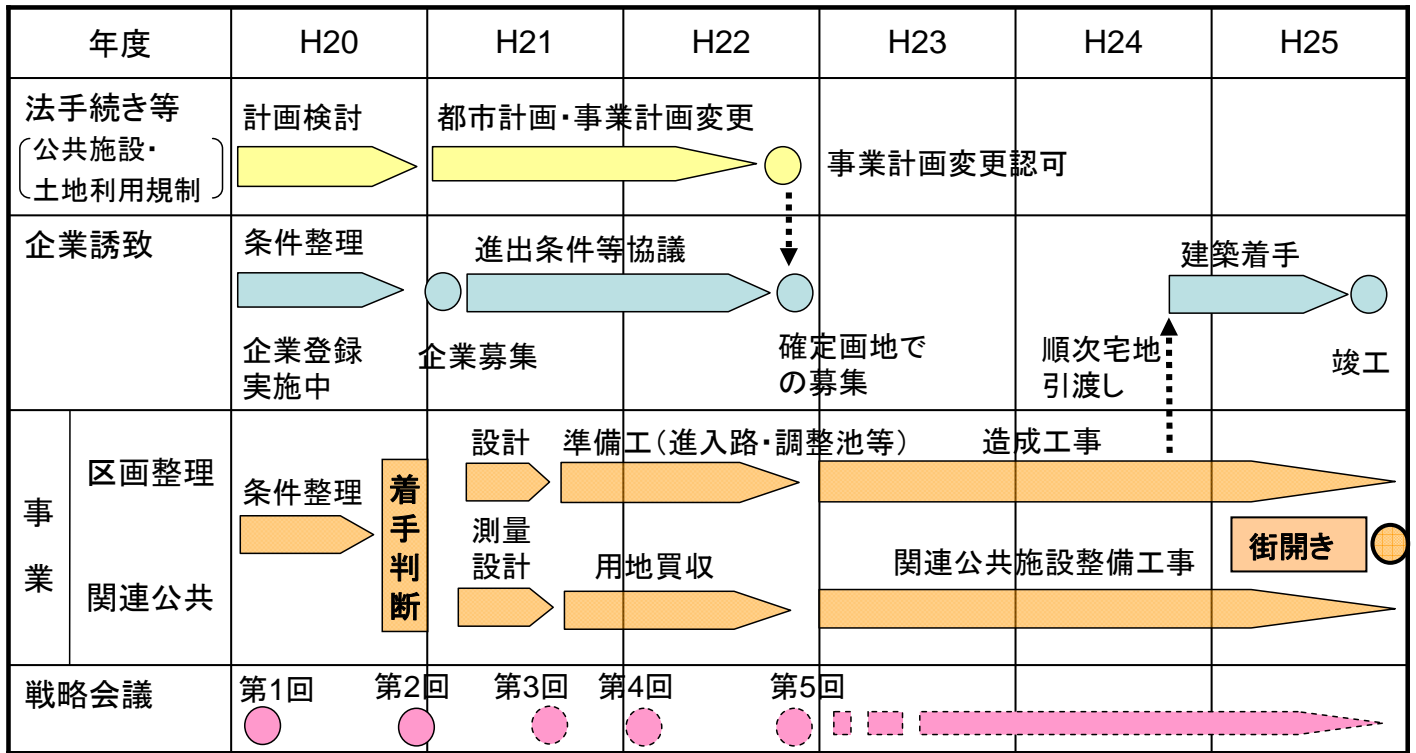 年度
H20
H21
H22
H23
H24
H25
法手続き等
公共施設・
土地利用規制
計画検討
都市計画・事業計画変更
事業計画変更認可
企業誘致
条件整理
進出条件等協議
建築着手
企業登録
実施中
企業募集
確定画地で
の募集
順次宅地
引渡し
竣工
事業
区画整理
条件整理
着手判断
設計
準備工(進入路・調整池等)
造成工事
測量
設計
用地買収
関連公共施設整備工事
街開き
関連公共
戦略会議
第1回
第2回
第3回
第4回
第5回